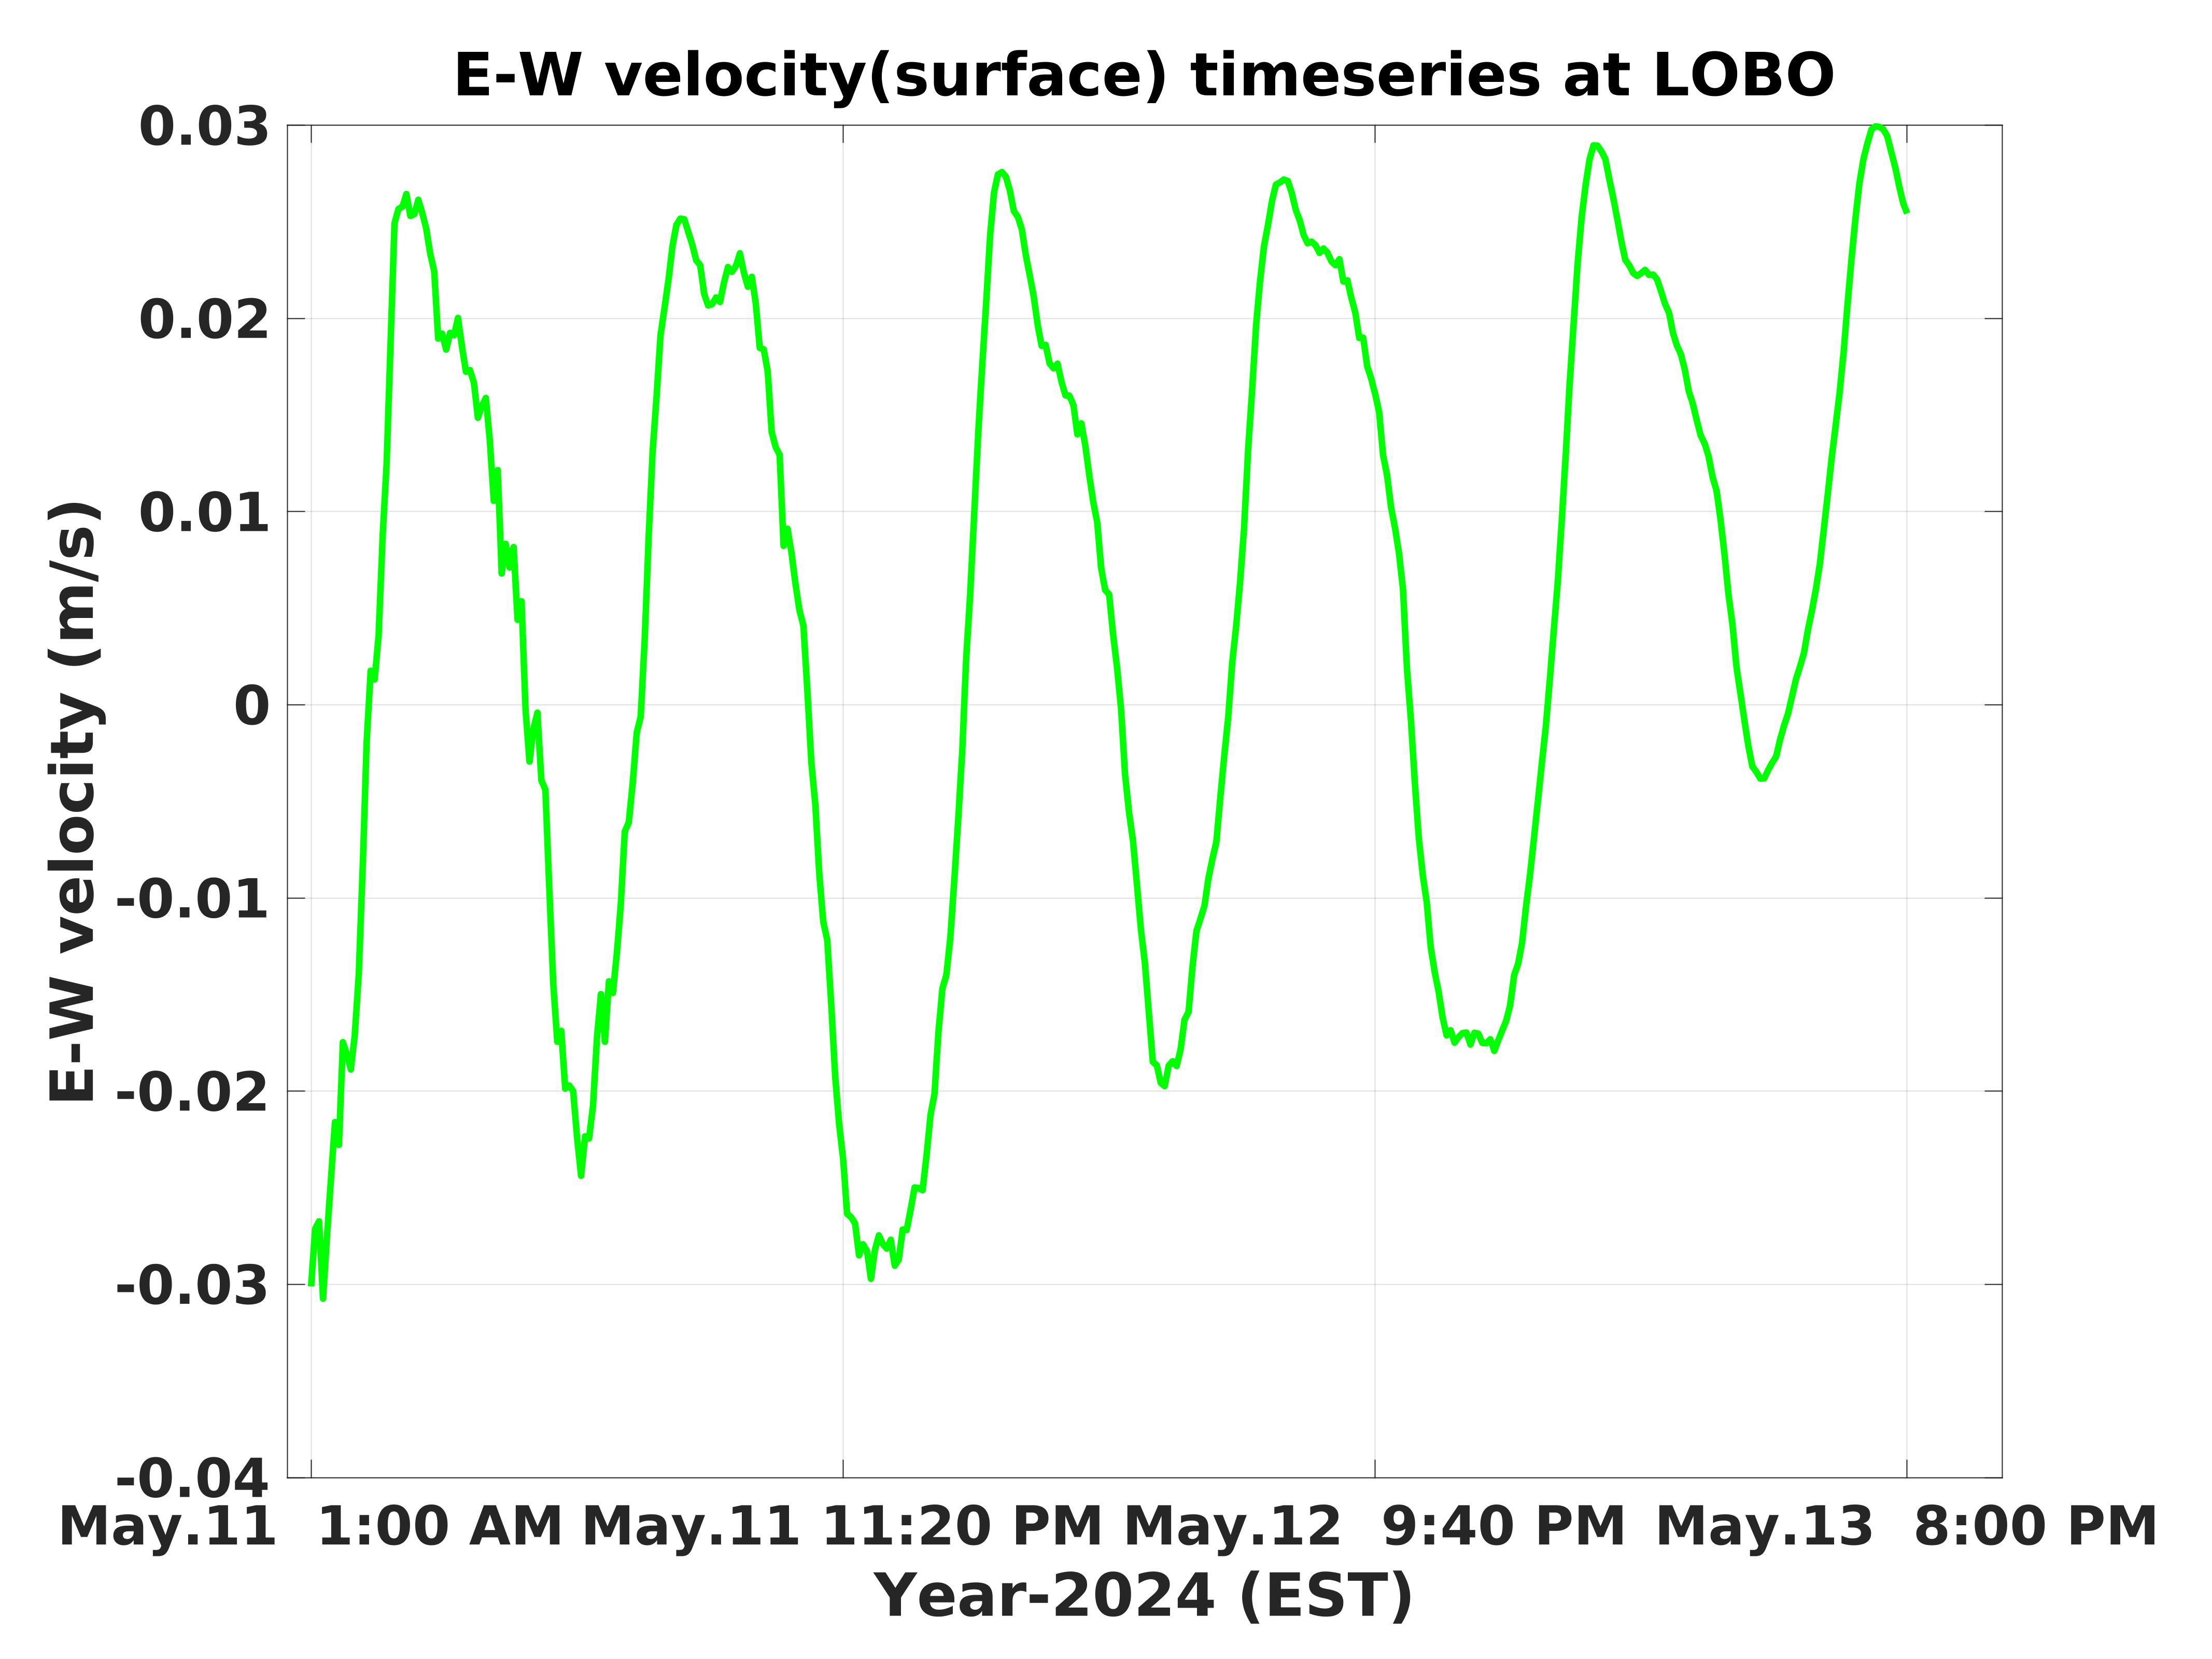 E-W velocity(surface) timeseries at LOBO
0.03
0.02
0.01
0
-0.01
-0.02
-0.03
-0.04
E-W velocity (m/s)
May.11 1:00 AM May.11 11:20 PM May.12 9:40 PM May.13 8:00 PM
Year-2024 (EST)